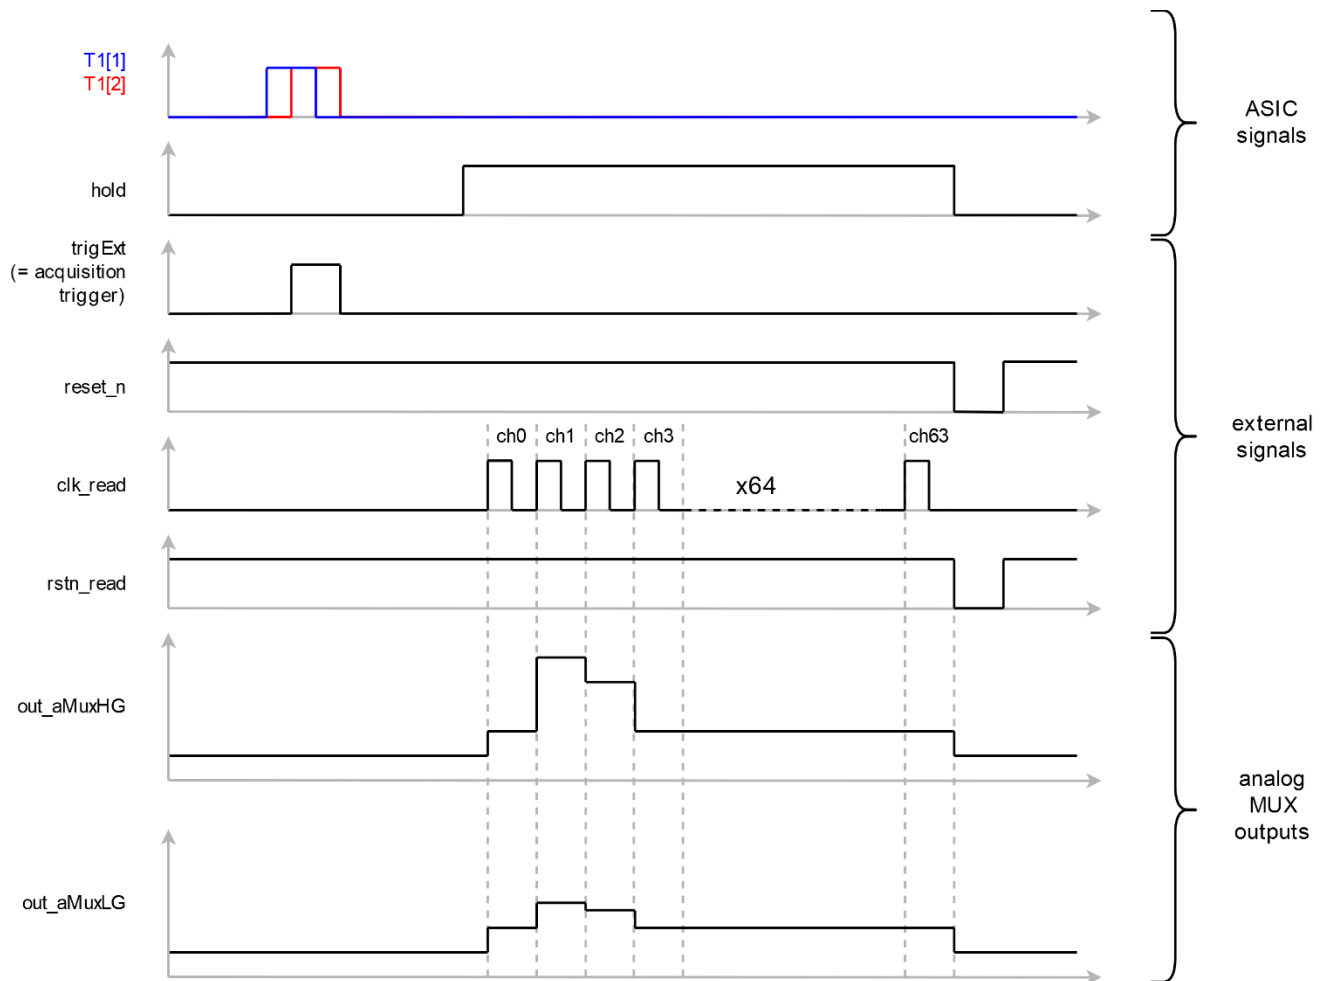 T1[1]
T1[2]
ASIC
signals
hold
trigExt
(= acquisition
trigger)
reset_n
external
signals
ch0
ch1
ch2
ch3
ch63
clk_read
x64
rstn_read
out_aMuxHG
analog
MUX
outputs
out_aMuxLG